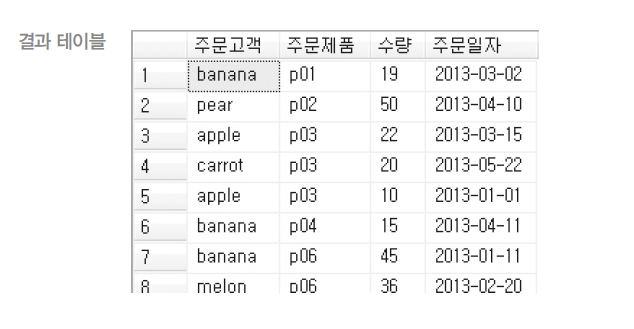 결과 테이블
주문고객 주문제품 수량 주문일자
1 banana p01 19 2013-03-02
2 pear p02 50 2013-04-10
3 apple p03 22 2013-03-15
4 carrot p03 20 2013-05-22
5 apple p03 10 2013-01-01
6 banana p04 15 2013-04-11
7 banana p06 45 2013-01-11
8 melon p06 36 2013-02-20